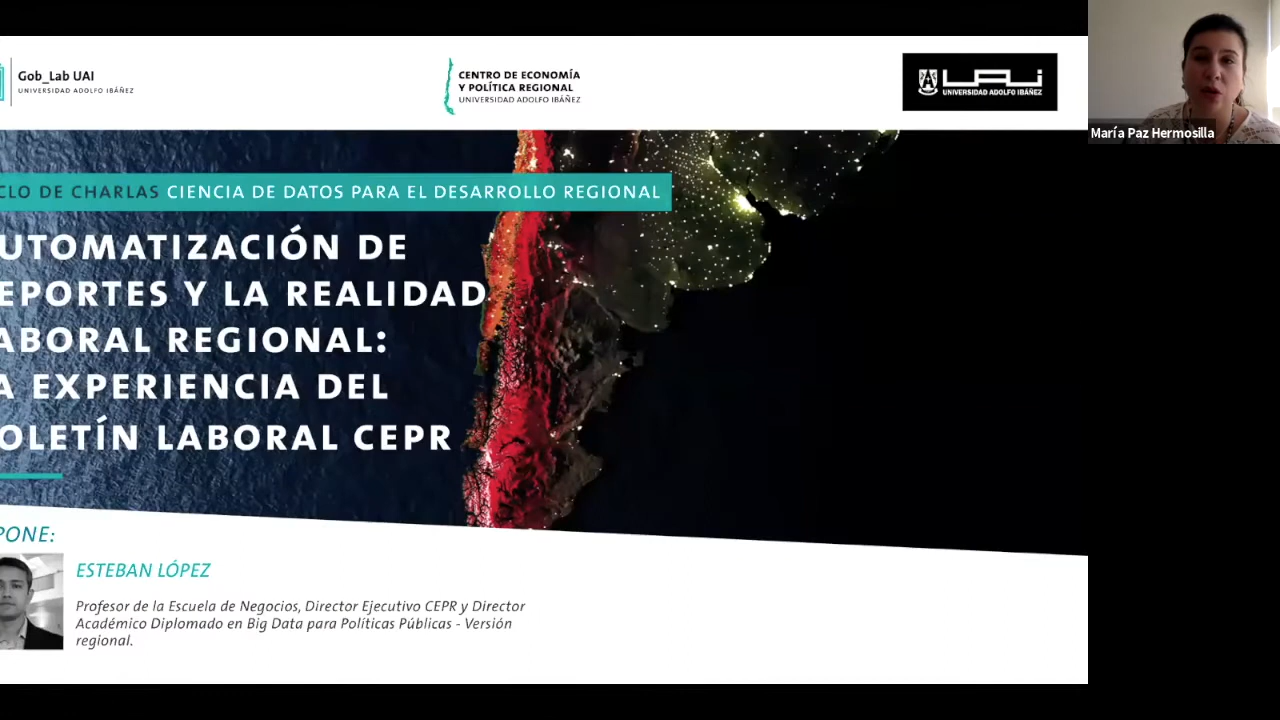 Gob_Lab UAI
UNIVERSIDAD ADOLFO IBÁÑEZ
CENTRO DE ECONOMÍA
Y POLÍTICA REGIONAL
UNIVERSIDAD ADOLFO IBÁÑEZ
UAI
UNIVERSIDAD ADOLFO IBÁÑEZ
María Paz Hermosilla
CLO DE CHARLAS CIENCIA DE DATOS PARA EL DESARROLLO REGIONAL
UTOMATIZACIÓN DE
EPORTES Y LA REALIDAD
ABORAL REGIONAL:
A EXPERIENCIA DEL
OLETÍN LABORAL CEPR
PONE:
ESTEBAN LÓPEZ
Profesor de la Escuela de Negocios, Director Ejecutivo CEPR y Director
Académico Diplomado en Big Data para Políticas Públicas - Versión
regional.